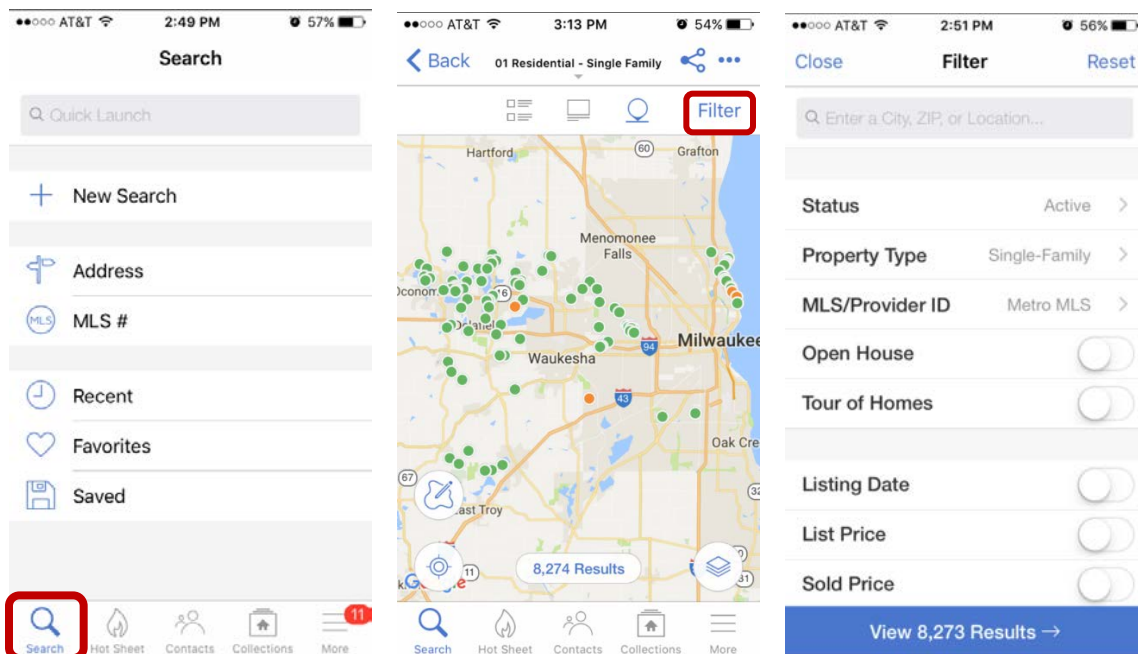 AT&T 2:49 PM 57%
Search
Quick Launch
New Search
Address
MLS MLS #
Recent
Favorites
Saved
11
Search Hot Sheet Contacts Collections More
AT&T 3:13 PM 54%
Back 01 Residential - Single Family
Filter
Hartford 60 Grafton
Menomonee
Falls
16
Delafield
94 Milwaukee
Waukesha
43
Oak Cre
67
East Troy
8,274 Results
11
Search Hot Sheet Contacts Collections More
AT&T 2:51 PM 56%
Close Filter Reset
Enter a City, ZIP, or Location...
Status Active
Property Type Single-Family
MLS/Provider ID Metro MLS
Open House
Tour of Homes
Listing Date
List Price
Sold Price
View 8,273 Results →